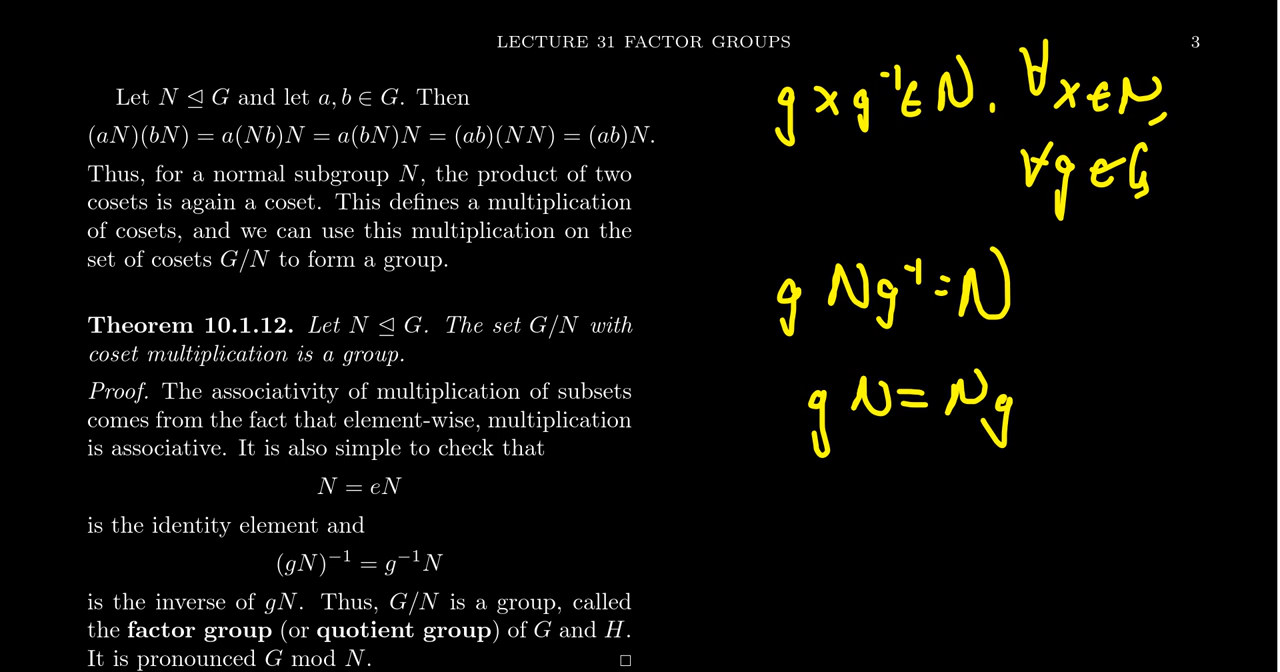 LECTURE 31 FACTOR GROUPS 3
Let N ⊴ G and let a, b ∈ G. Then
(aN)(bN) = a(Nb)N = a(bN)N = (ab)(NN) = (ab)N.
Thus, for a normal subgroup N, the product of two
cosets is again a coset. This defines a multiplication
of cosets, and we can use this multiplication on the
set of cosets G/N to form a group.
Theorem 10.1.12. Let N ⊴ G. The set G/N with
coset multiplication is a group.
Proof. The associativity of multiplication of subsets
comes from the fact that element-wise, multiplication
is associative. It is also simple to check that
N = eN
is the identity element and
(gN)⁻¹ = g⁻¹N
is the inverse of gN. Thus, G/N is a group, called
the factor group (or quotient group) of G and H.
It is pronounced G mod N. □
g x g⁻¹ ∈ N. ∀ x ∈ N,
∀ g ∈ G
g N g⁻¹ = N
g N = N g